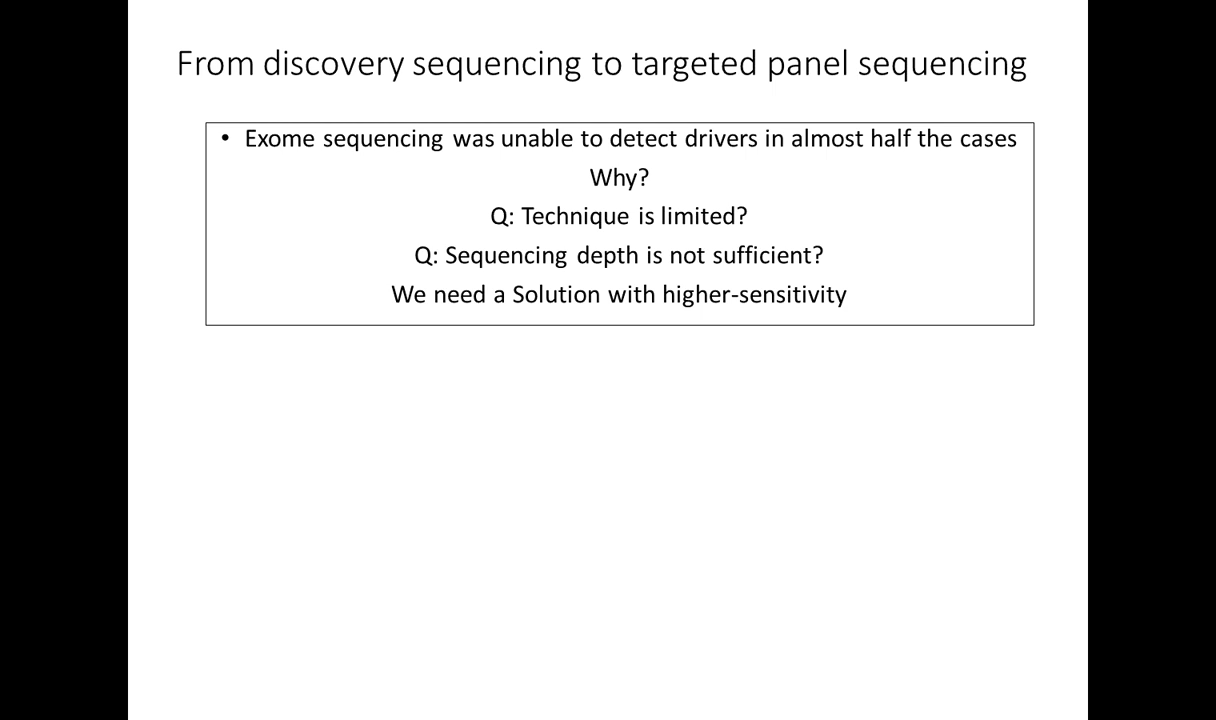 From discovery sequencing to targeted panel sequencing
• Exome sequencing was unable to detect drivers in almost half the cases
Why?
Q: Technique is limited?
Q: Sequencing depth is not sufficient?
We need a Solution with higher-sensitivity